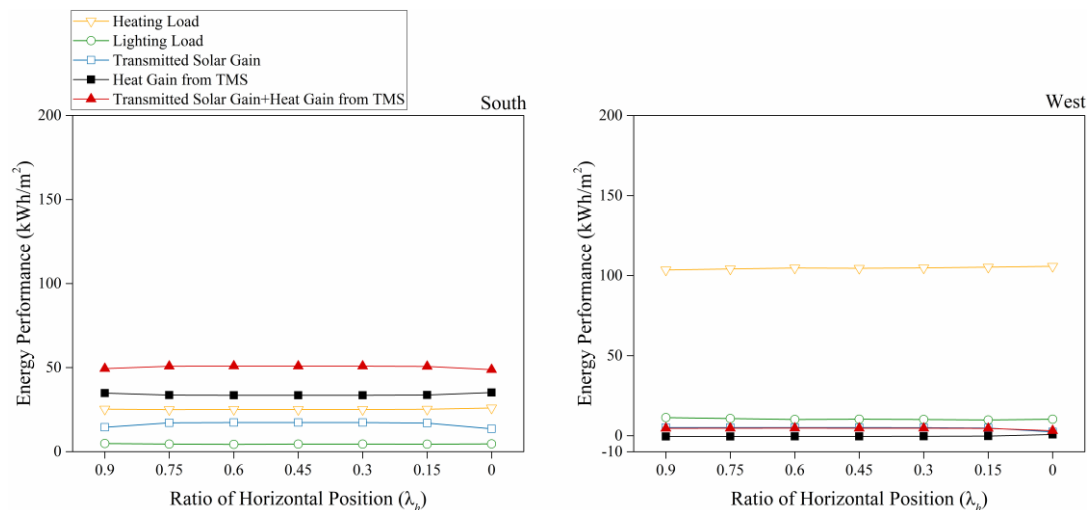 Heating Load
Lighting Load
Transmitted Solar Gain
Heat Gain from TMS
Transmitted Solar Gain+Heat Gain from TMS
South
200
150
100
50
0
Energy Performance (kWh/m²)
0.9 0.75 0.6 0.45 0.3 0.15 0
Ratio of Horizontal Position (λₕ)
West
200
150
100
50
0
-10
Energy Performance (kWh/m²)
0.9 0.75 0.6 0.45 0.3 0.15 0
Ratio of Horizontal Position (λₕ)